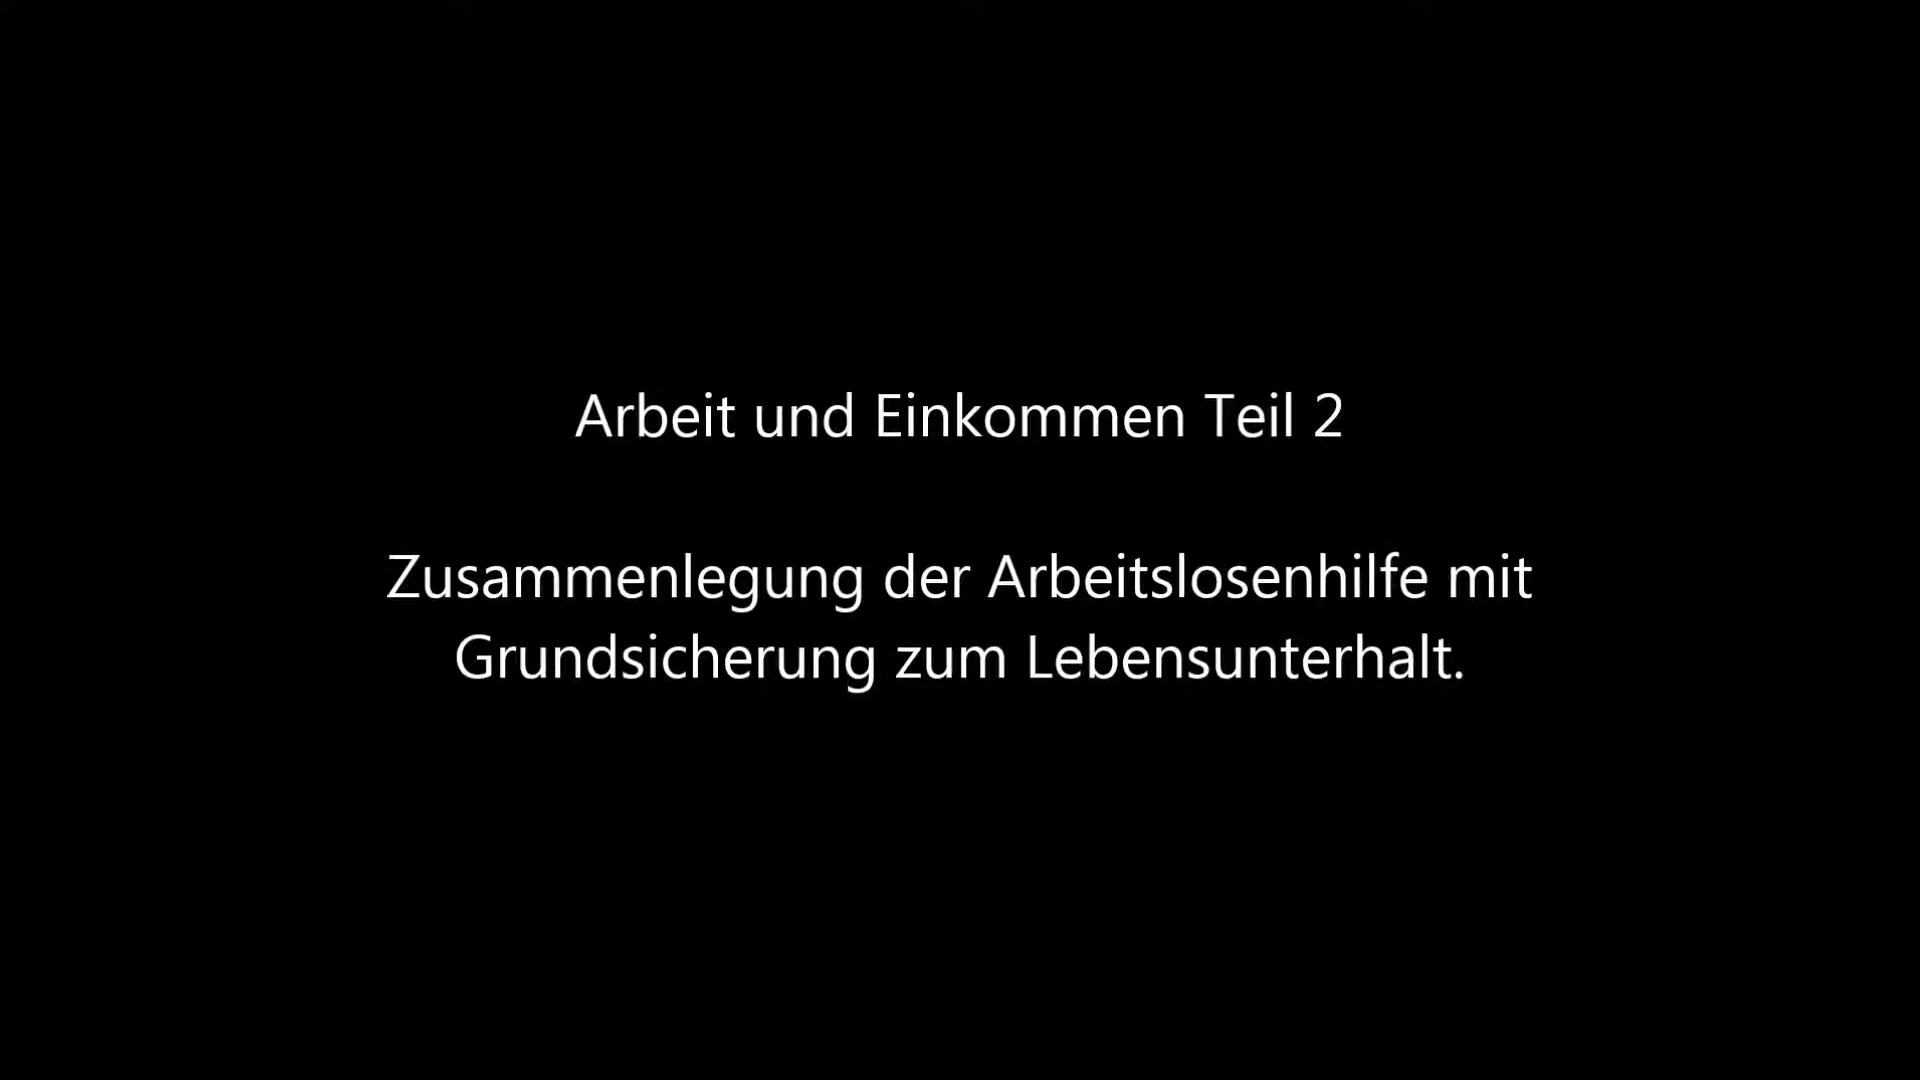 Arbeit und Einkommen Teil 2
Zusammenlegung der Arbeitslosenhilfe mit
Grundsicherung zum Lebensunterhalt.